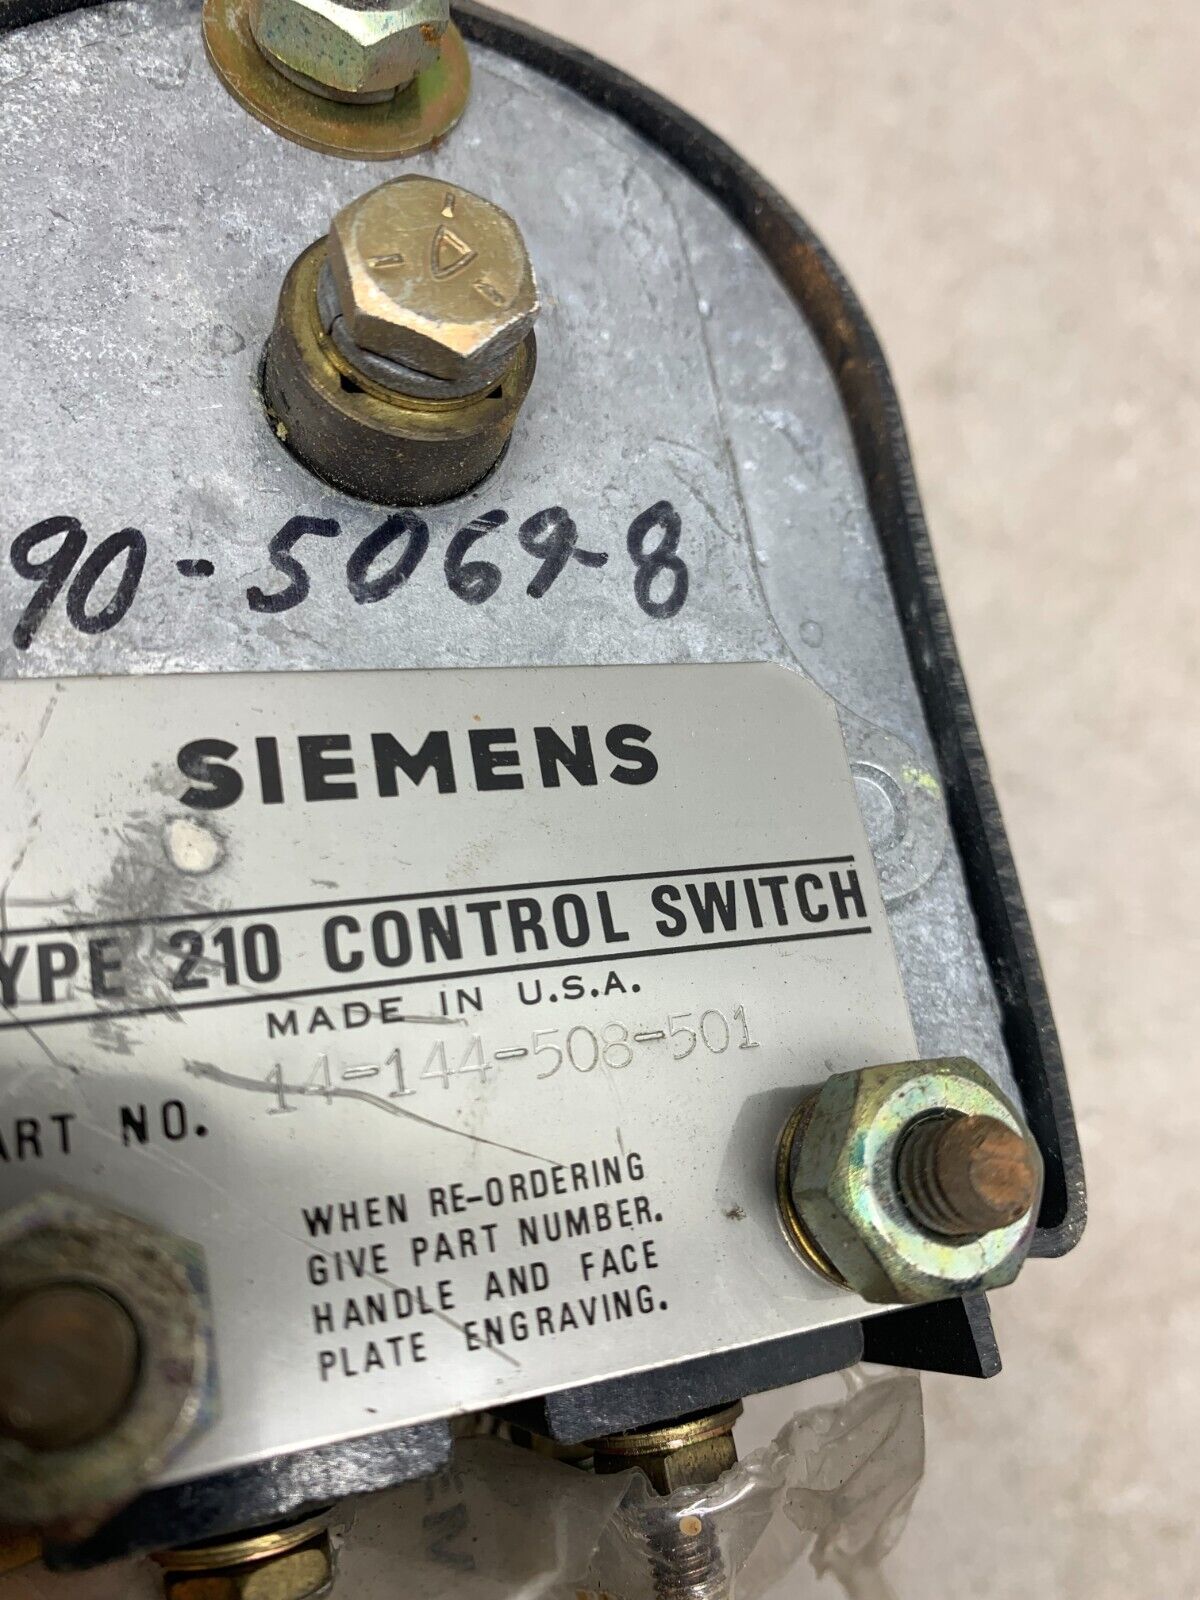 90-5069-8
SIEMENS
YPE 210 CONTROL SWITCH
MADE IN U.S.A.
14-144-508-501
ART NO.
WHEN RE-ORDERING
GIVE PART NUMBER.
HANDLE AND FACE
PLATE ENGRAVING.